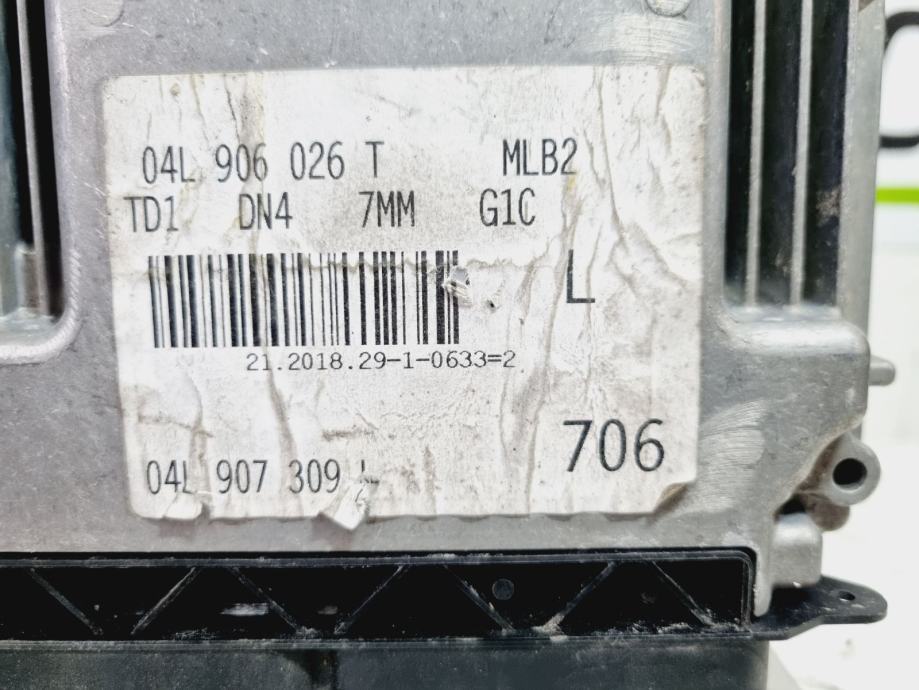 04L 906 026 T MLB2
TD1 DN4 7MM G1C
L
21.2018.29-1-0633=2
706
04L 907 309 L